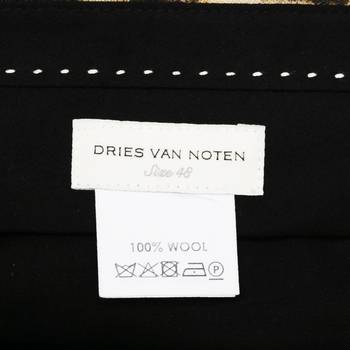 DRIES VAN NOTEN
Size 48
100% WOOL
P